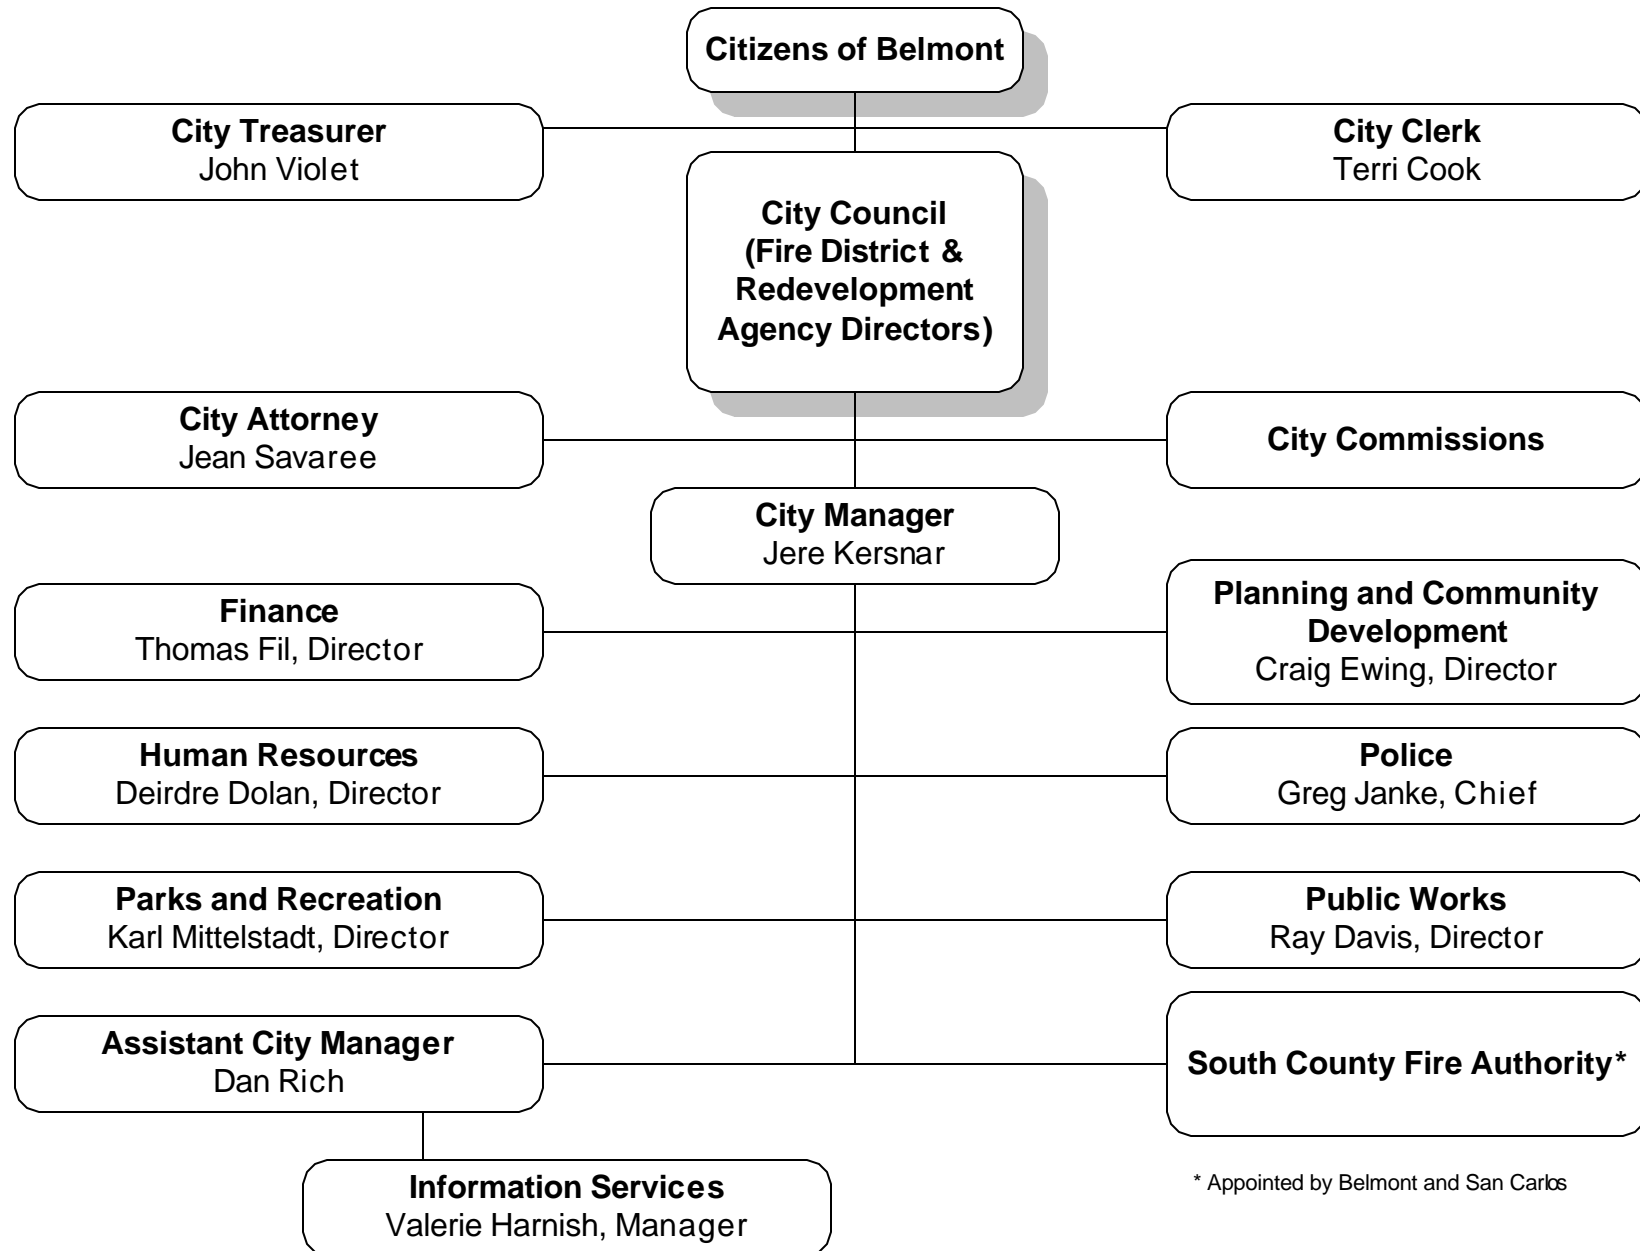 Citizens of Belmont
City Treasurer
John Violet
City Clerk
Terri Cook
City Council
(Fire District &
Redevelopment
Agency Directors)
City Attorney
Jean Savaree
City Commissions
City Manager
Jere Kersnar
Finance
Thomas Fil, Director
Planning and Community
Development
Craig Ewing, Director
Human Resources
Deirdre Dolan, Director
Police
Greg Janke, Chief
Parks and Recreation
Karl Mittelstadt, Director
Public Works
Ray Davis, Director
Assistant City Manager
Dan Rich
South County Fire Authority*
Information Services
Valerie Harnish, Manager
* Appointed by Belmont and San Carlos